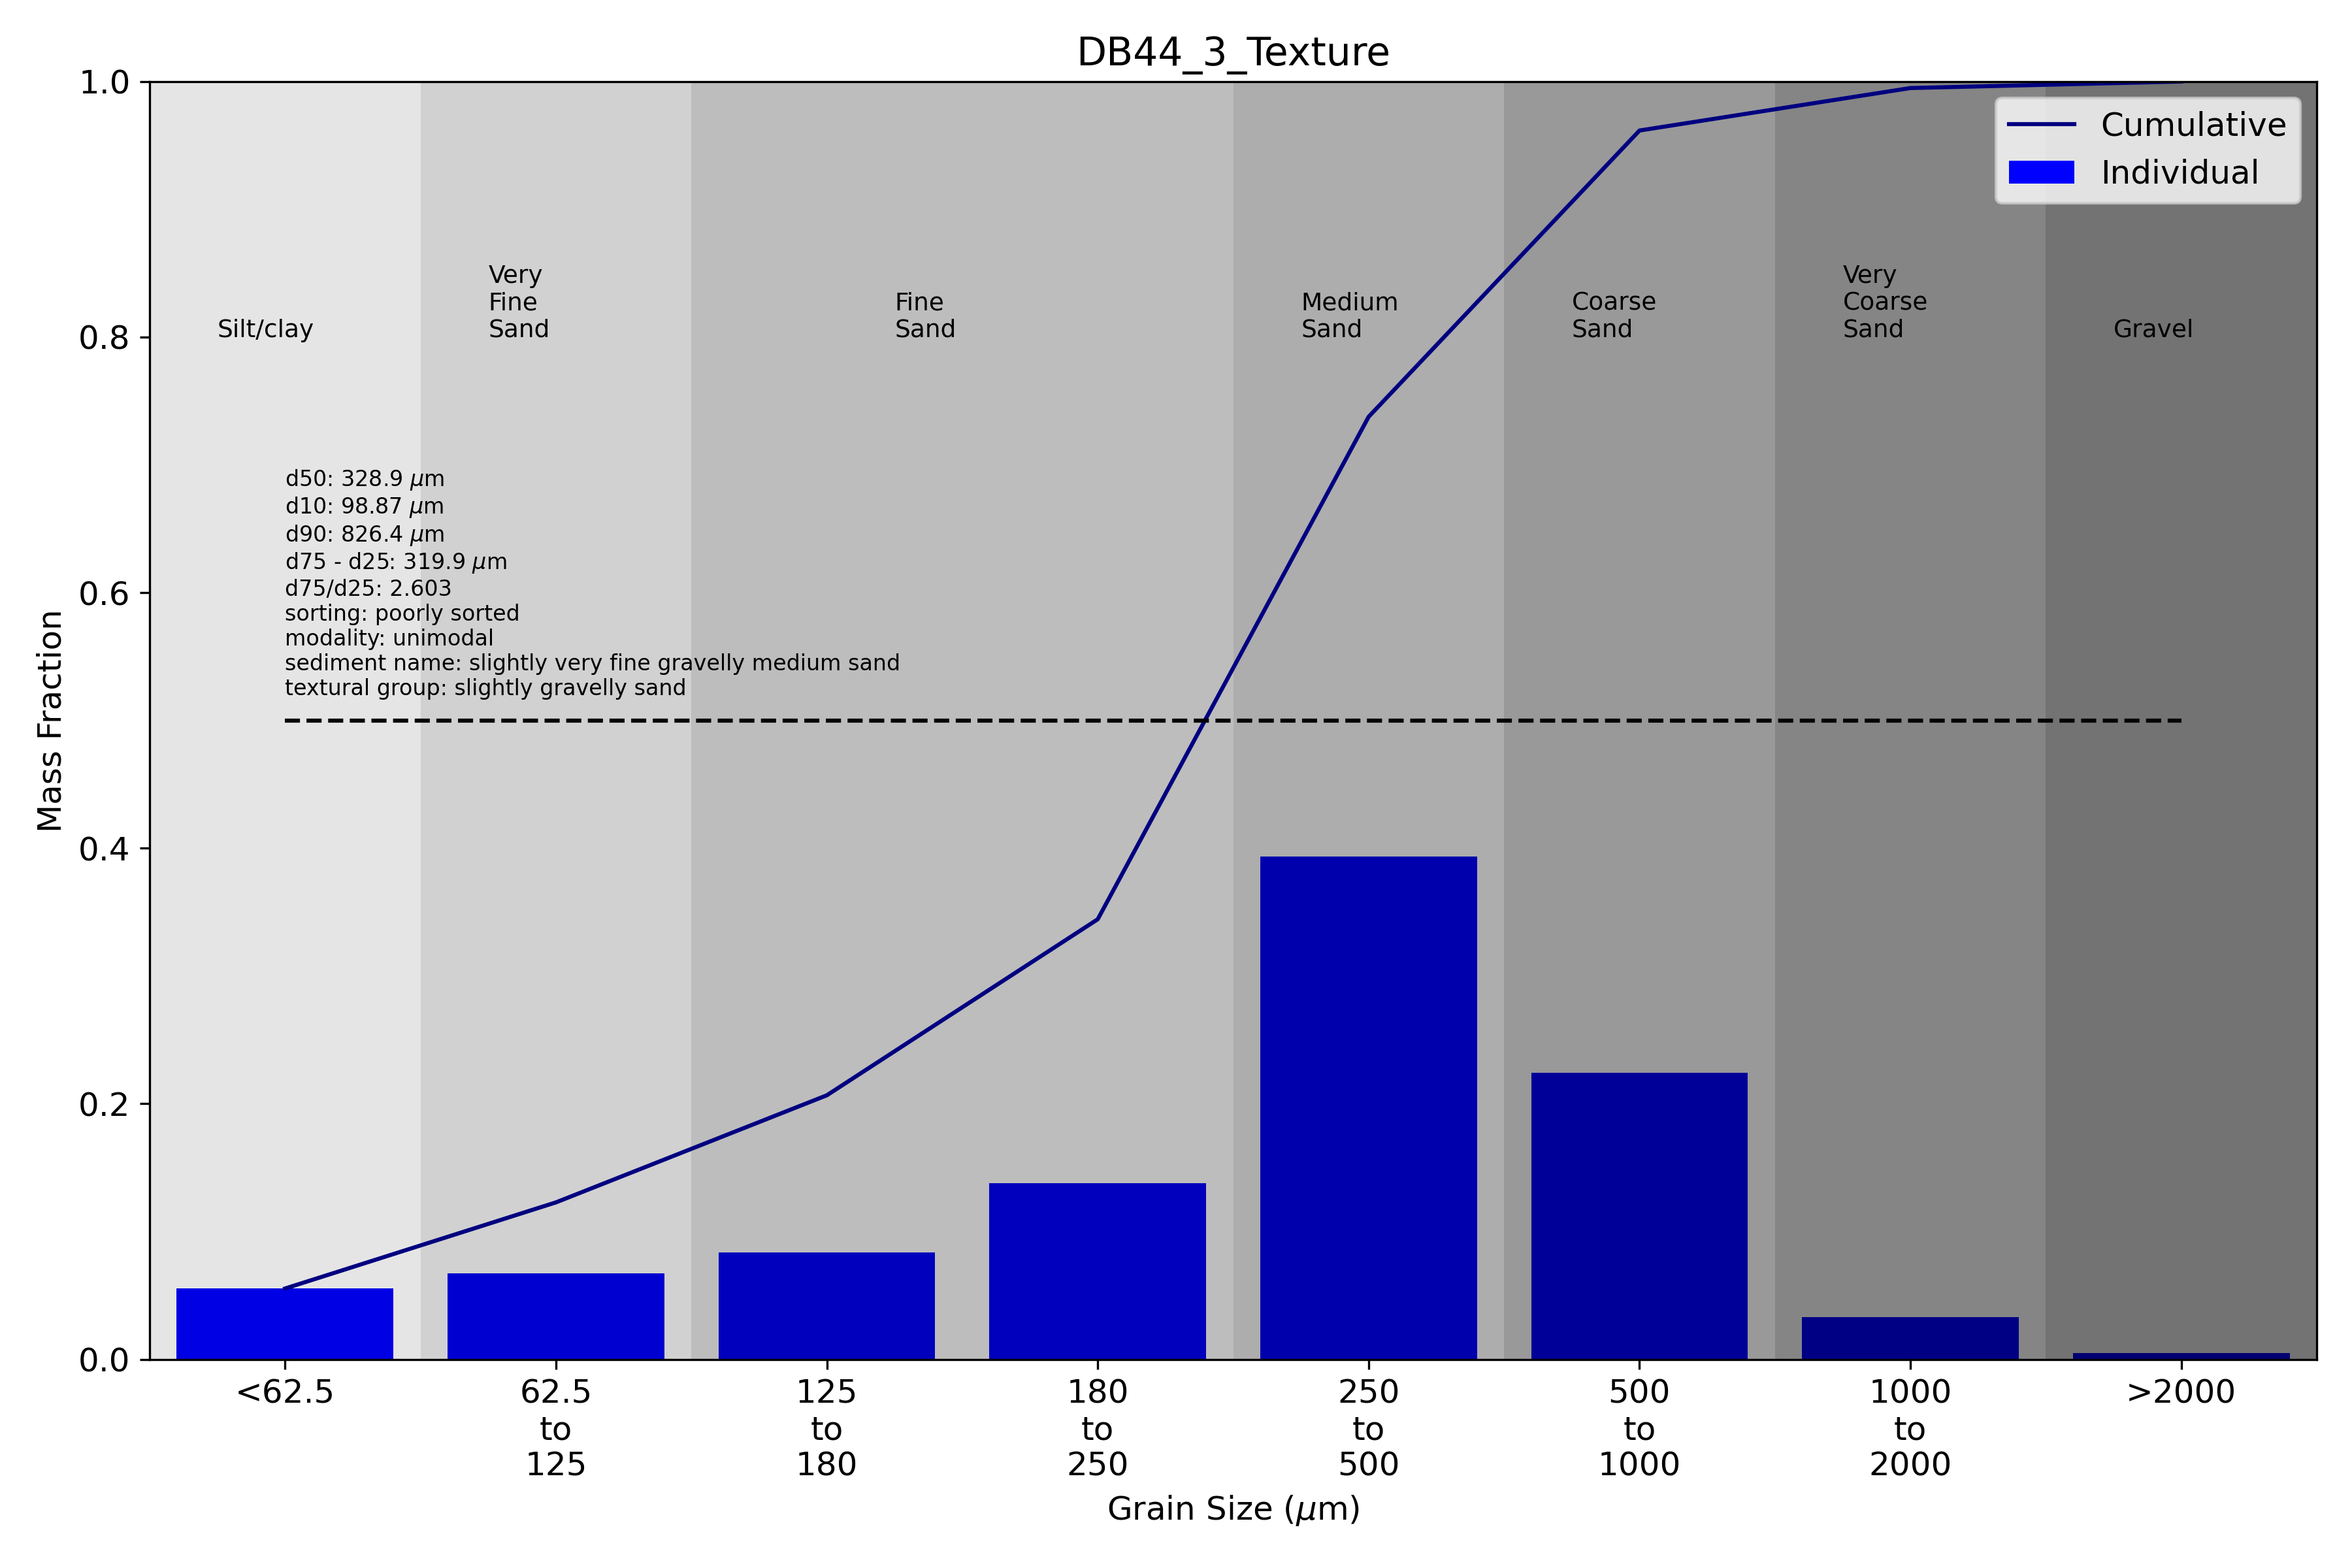 DB44_3_Texture
1.0
0.8
0.6
0.4
0.2
0.0
Mass Fraction
Cumulative
Individual
Silt/clay
Very
Fine
Sand
Fine
Sand
Medium
Sand
Coarse
Sand
Very
Coarse
Sand
Gravel
d50: 328.9 μm
d10: 98.87 μm
d90: 826.4 μm
d75 - d25: 319.9 μm
d75/d25: 2.603
sorting: poorly sorted
modality: unimodal
sediment name: slightly very fine gravelly medium sand
textural group: slightly gravelly sand
<62.5
62.5
to
125
125
to
180
180
to
250
250
to
500
500
to
1000
1000
to
2000
>2000
Grain Size (μm)